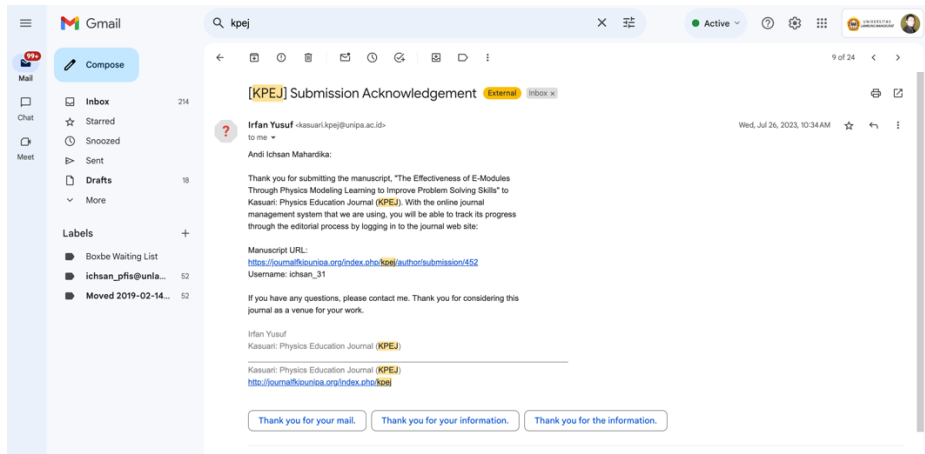 Gmail
kpej
Active
UNIVERSITAS
99+
Mail
Compose
9 of 24
Chat
Meet
Inbox 214
Starred
Snoozed
Sent
Drafts 18
More
Labels
Boxbe Waiting List
ichsan_pfis@unla... 52
Moved 2019-02-14... 52
[KPEJ] Submission Acknowledgement External Inbox x
Irfan Yusuf <kasuari.kpej@unipa.ac.id> Wed, Jul 26, 2023, 10:34 AM
to me
Andi Ichsan Mahardika:
Thank you for submitting the manuscript, "The Effectiveness of E-Modules
Through Physics Modeling Learning to Improve Problem Solving Skills" to
Kasuari: Physics Education Journal (KPEJ). With the online journal
management system that we are using, you will be able to track its progress
through the editorial process by logging in to the journal web site:
Manuscript URL:
https://journalfkipunipa.org/index.php/kpej/author/submission/452
Username: ichsan_31
If you have any questions, please contact me. Thank you for considering this
journal as a venue for your work.
Irfan Yusuf
Kasuari: Physics Education Journal (KPEJ)
Kasuari: Physics Education Journal (KPEJ)
http://journalfkipunipa.org/index.php/kpej
Thank you for your mail. Thank you for your information. Thank you for the information.